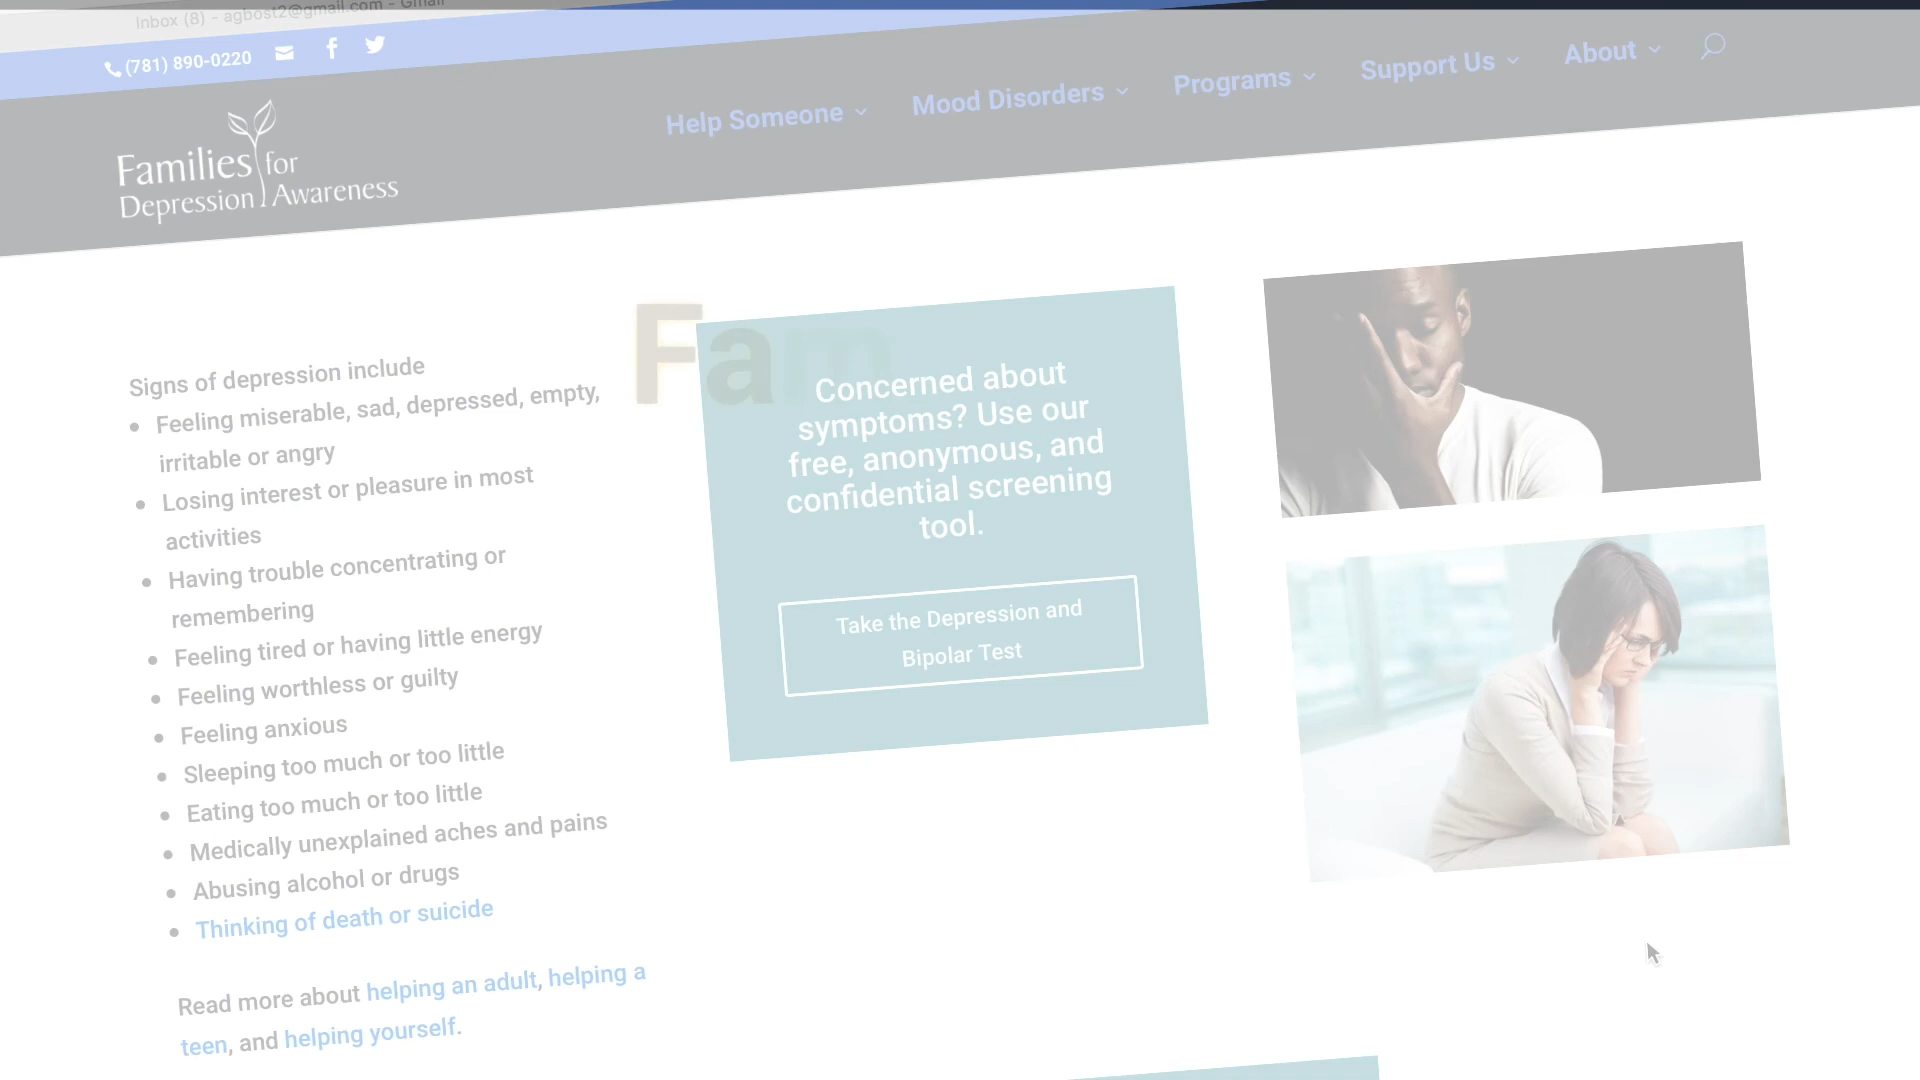 Inbox (8) - agbost2@gmail.com - Gmail
(781) 890-0220
Families for
Depression Awareness
Help Someone
Mood Disorders
Programs
Support Us
About
Signs of depression include
Feeling miserable, sad, depressed, empty,
irritable or angry
Losing interest or pleasure in most
activities
Having trouble concentrating or
remembering
Feeling tired or having little energy
Feeling worthless or guilty
Feeling anxious
Sleeping too much or too little
Eating too much or too little
Medically unexplained aches and pains
Abusing alcohol or drugs
Thinking of death or suicide
Read more about helping an adult, helping a
teen, and helping yourself.
Fam
Concerned about
symptoms? Use our
free, anonymous, and
confidential screening
tool.
Take the Depression and
Bipolar Test